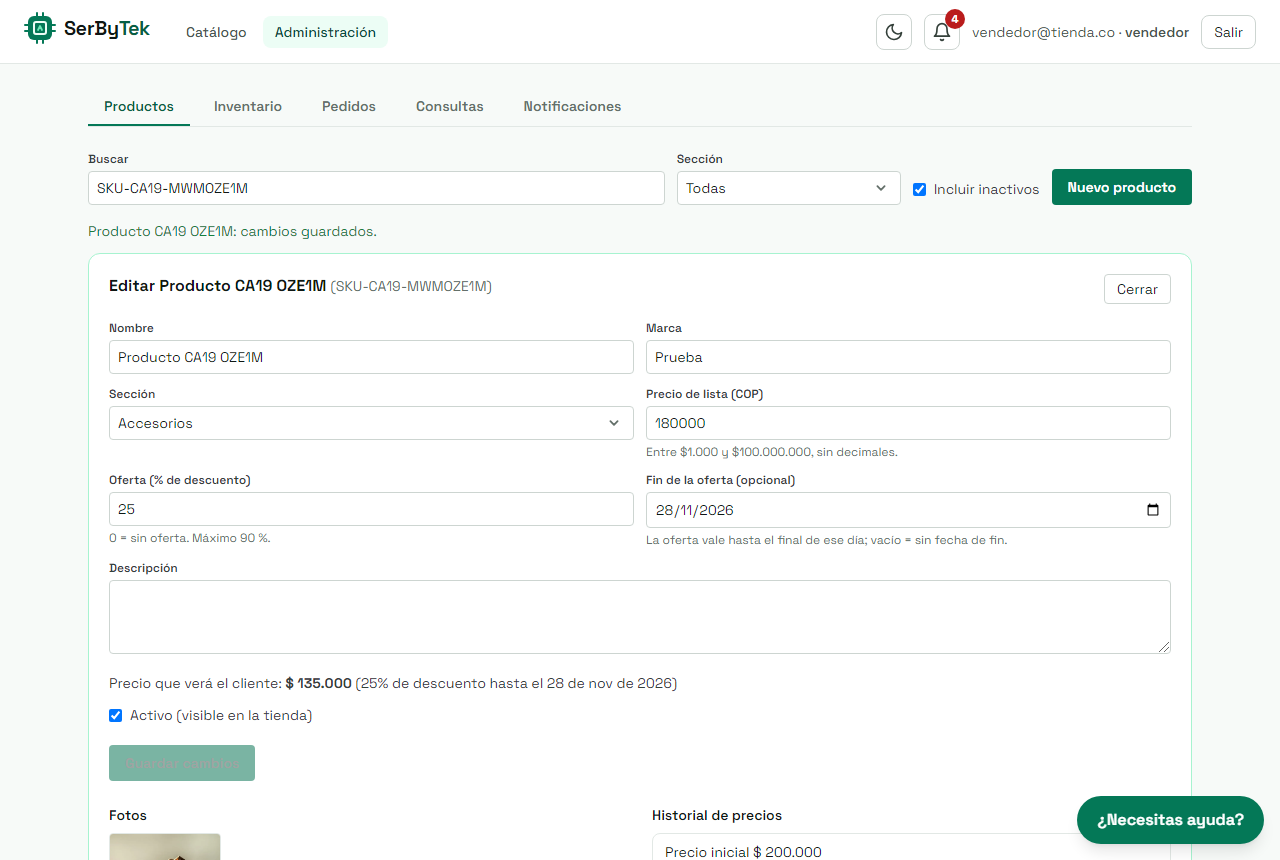 SerByTek
Catálogo
Administración
4
vendedor@tienda.co · vendedor
Salir
Productos
Inventario
Pedidos
Consultas
Notificaciones
Buscar
Sección
SKU-CA19-MWMOZE1M
Todas
Incluir inactivos
Nuevo producto
Producto CA19 OZE1M: cambios guardados.
Editar Producto CA19 OZE1M (SKU-CA19-MWMOZE1M)
Cerrar
Nombre
Marca
Producto CA19 OZE1M
Prueba
Sección
Precio de lista (COP)
Accesorios
180000
Entre $1.000 y $100.000.000, sin decimales.
Oferta (% de descuento)
Fin de la oferta (opcional)
25
28/11/2026
0 = sin oferta. Máximo 90 %.
La oferta vale hasta el final de ese día; vacío = sin fecha de fin.
Descripción
Precio que verá el cliente: $ 135.000 (25% de descuento hasta el 28 de nov de 2026)
Activo (visible en la tienda)
Guardar cambios
Fotos
Historial de precios
¿Necesitas ayuda?
Precio inicial $ 200.000